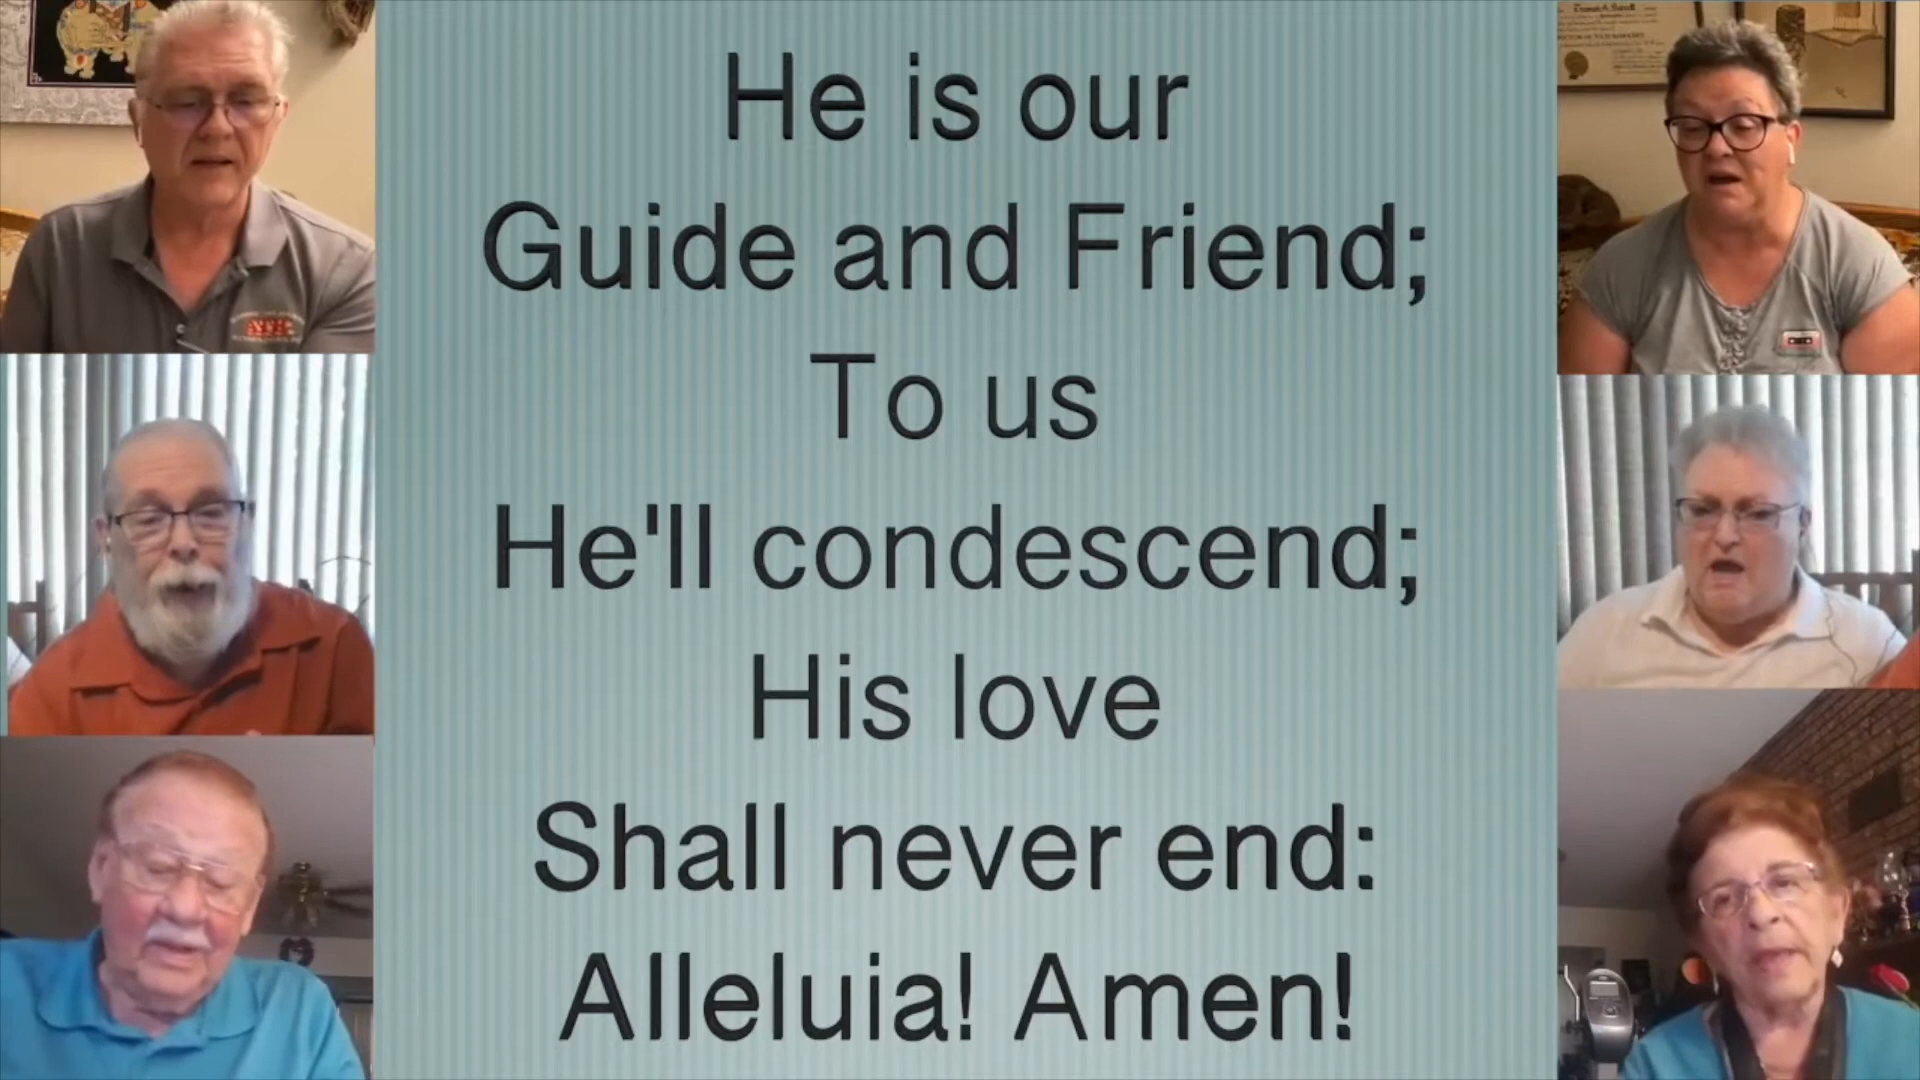 He is our
Guide and Friend;
To us
He'll condescend;
His love
Shall never end:
Alleluia! Amen!